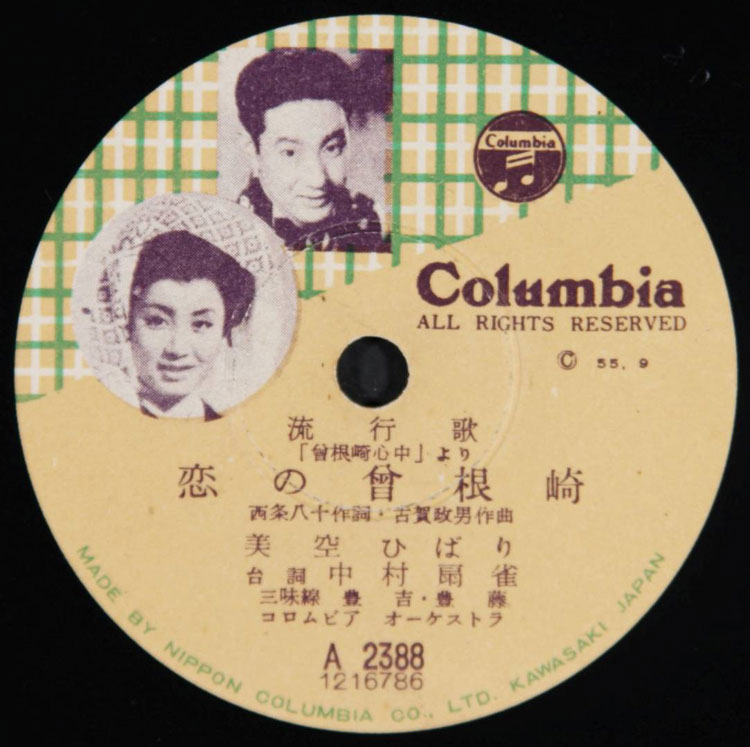 Columbia
Columbia
ALL RIGHTS RESERVED
© 55.9
流行歌
「曾根崎心中」より
恋の曾根崎
西条八十作詞・古賀政男作曲
美空ひばり
台詞 中村扇雀
三味線 豊吉・豊藤
コロムビア オーケストラ
A 2388
1216786
MADE BY NIPPON COLUMBIA CO., LTD. KAWASAKI JAPAN